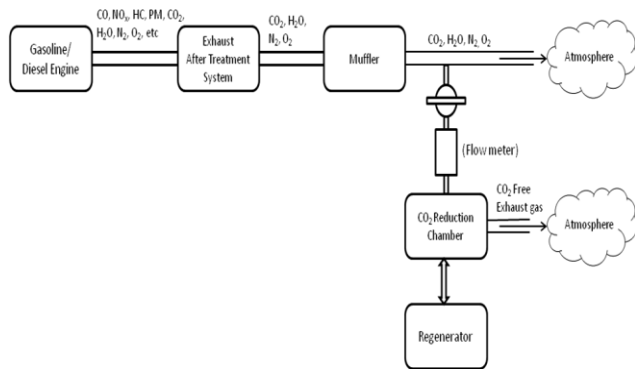 CO, NOx, HC, PM, CO2,
H2O, N2, O2, etc
Gasoline/
Diesel Engine
Exhaust
After Treatment
System
CO2, H2O,
N2, O2
Muffler
CO2, H2O, N2, O2
Atmosphere
(Flow meter)
CO2 Reduction
Chamber
CO2 Free
Exhaust gas
Atmosphere
Regenerator